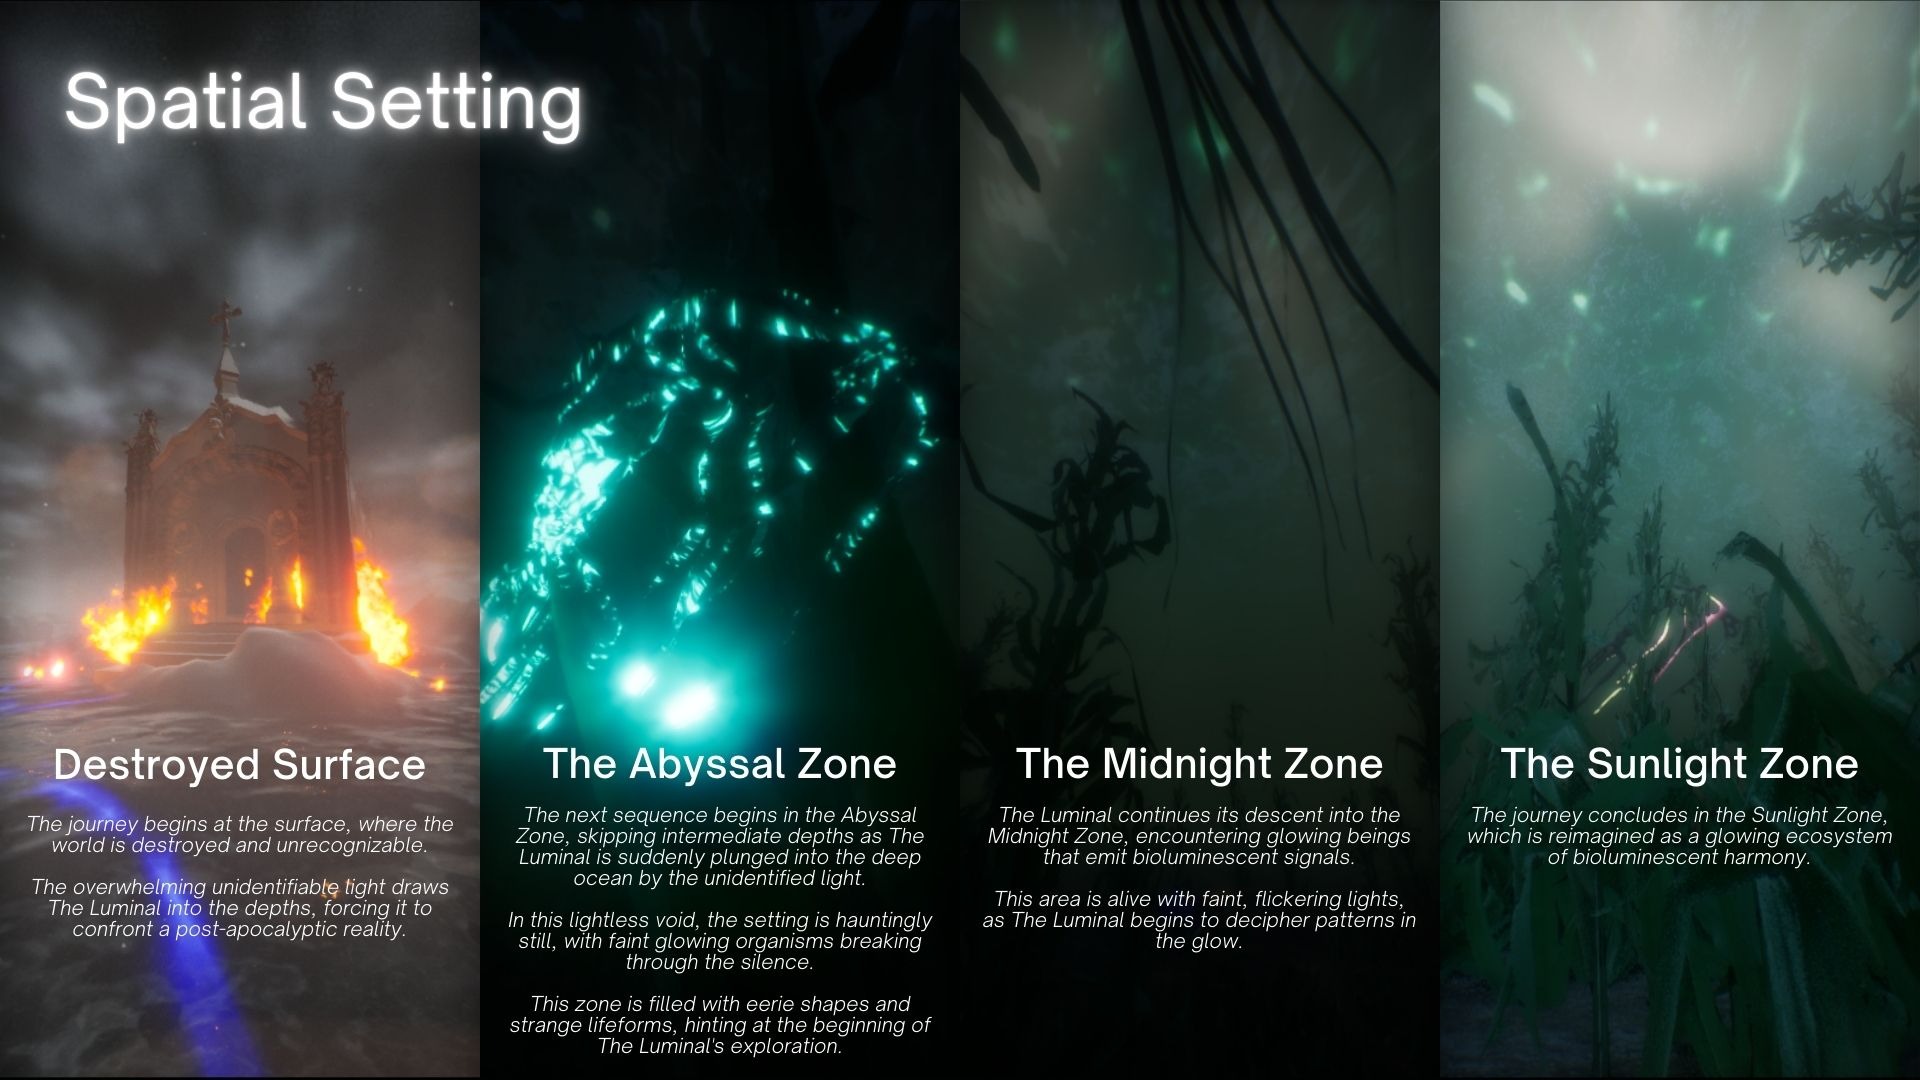 Spatial Setting
Destroyed Surface
The journey begins at the surface, where the
world is destroyed and unrecognizable.
The overwhelming unidentifiable light draws
The Luminal into the depths, forcing it to
confront a post-apocalyptic reality.
The Abyssal Zone
The next sequence begins in the Abyssal
Zone, skipping intermediate depths as The
Luminal is suddenly plunged into the deep
ocean by the unidentified light.
In this lightless void, the setting is hauntingly
still, with faint glowing organisms breaking
through the silence.
This zone is filled with eerie shapes and
strange lifeforms, hinting at the beginning of
The Luminal's exploration.
The Midnight Zone
The Luminal continues its descent into the
Midnight Zone, encountering glowing beings
that emit bioluminescent signals.
This area is alive with faint, flickering lights,
as The Luminal begins to decipher patterns in
the glow.
The Sunlight Zone
The journey concludes in the Sunlight Zone,
which is reimagined as a glowing ecosystem
of bioluminescent harmony.